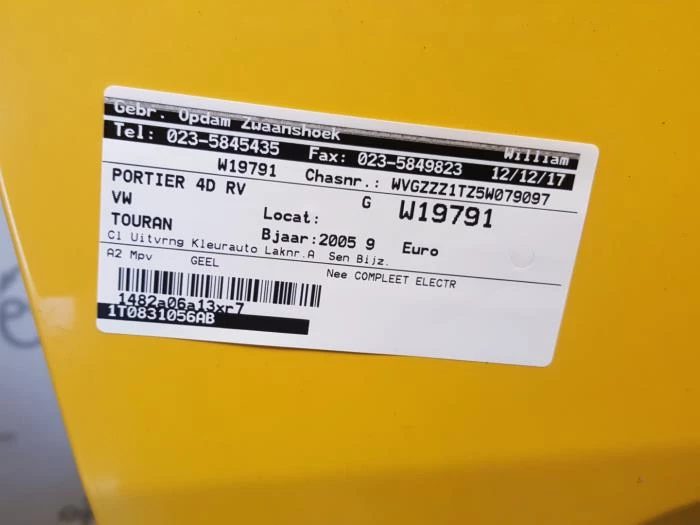 Gebr. Opdam Zwaanshoek William
Tel: 023-5845435 Fax: 023-5849823 12/12/17
W19791 Chasnr.: WVGZZZ1TZ5W079097
PORTIER 4D RV G W19791
VW Locat:
TOURAN Bjaar:2005 9 Euro
Cl Uitvrng Kleurauto Laknr.A Sen Bijz.
A2 Mpv GEEL Nee COMPLEET ELECTR
1482a06a13xr7
1T0831056AB